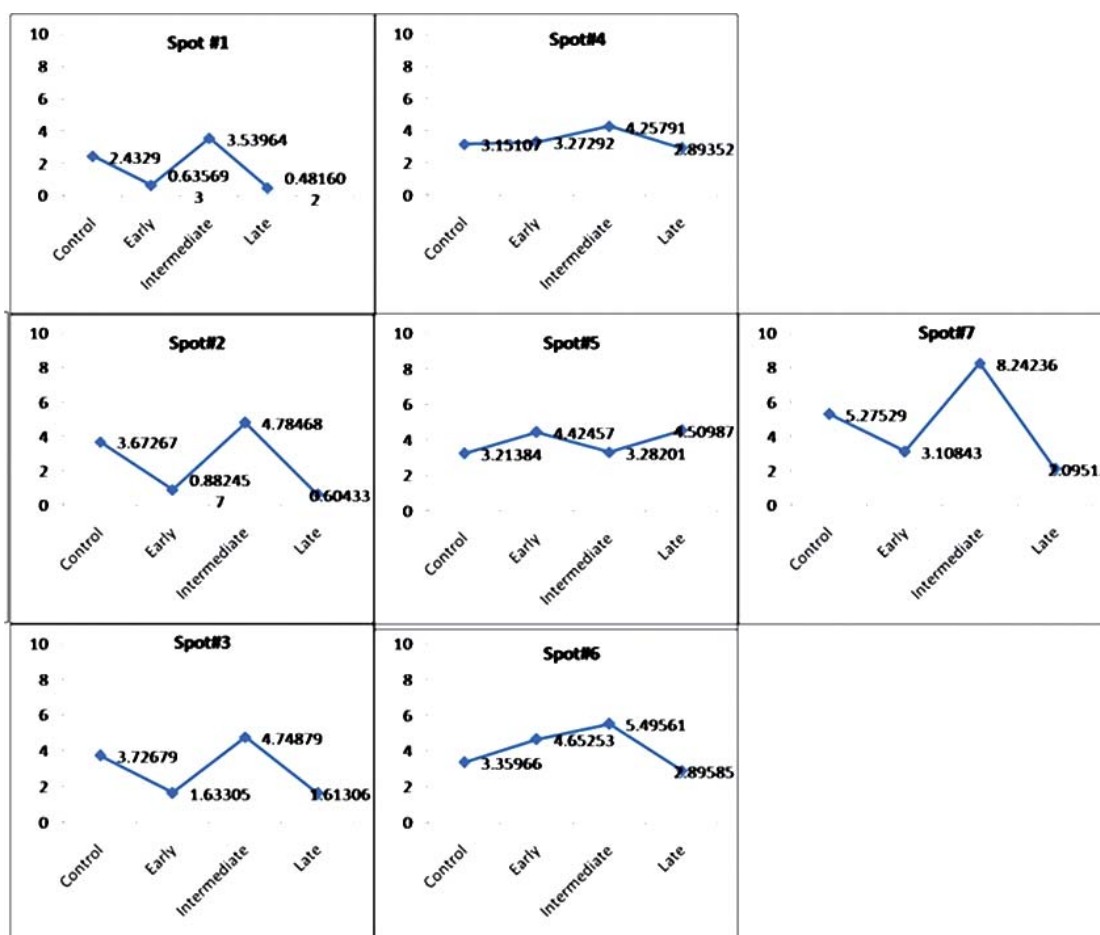 Spot #1
10
8
6
4
2
0
2.4329
0.63569
3
3.53964
0.48160
2
Control
Early
Intermediate
Late
Spot#4
10
8
6
4
2
0
3.15107
3.27292
4.25791
2.89352
Control
Early
Intermediate
Late
Spot#2
10
8
6
4
2
0
3.67267
0.88245
7
4.78468
0.60433
Control
Early
Intermediate
Late
Spot#5
10
8
6
4
2
0
3.21384
4.42457
3.28201
4.50987
Control
Early
Intermediate
Late
Spot#7
10
8
6
4
2
0
5.27529
3.10843
8.24236
2.0951
Control
Early
Intermediate
Late
Spot#3
10
8
6
4
2
0
3.72679
1.63305
4.74879
1.61306
Control
Early
Intermediate
Late
Spot#6
10
8
6
4
2
0
3.35966
4.65253
5.49561
2.89585
Control
Early
Intermediate
Late